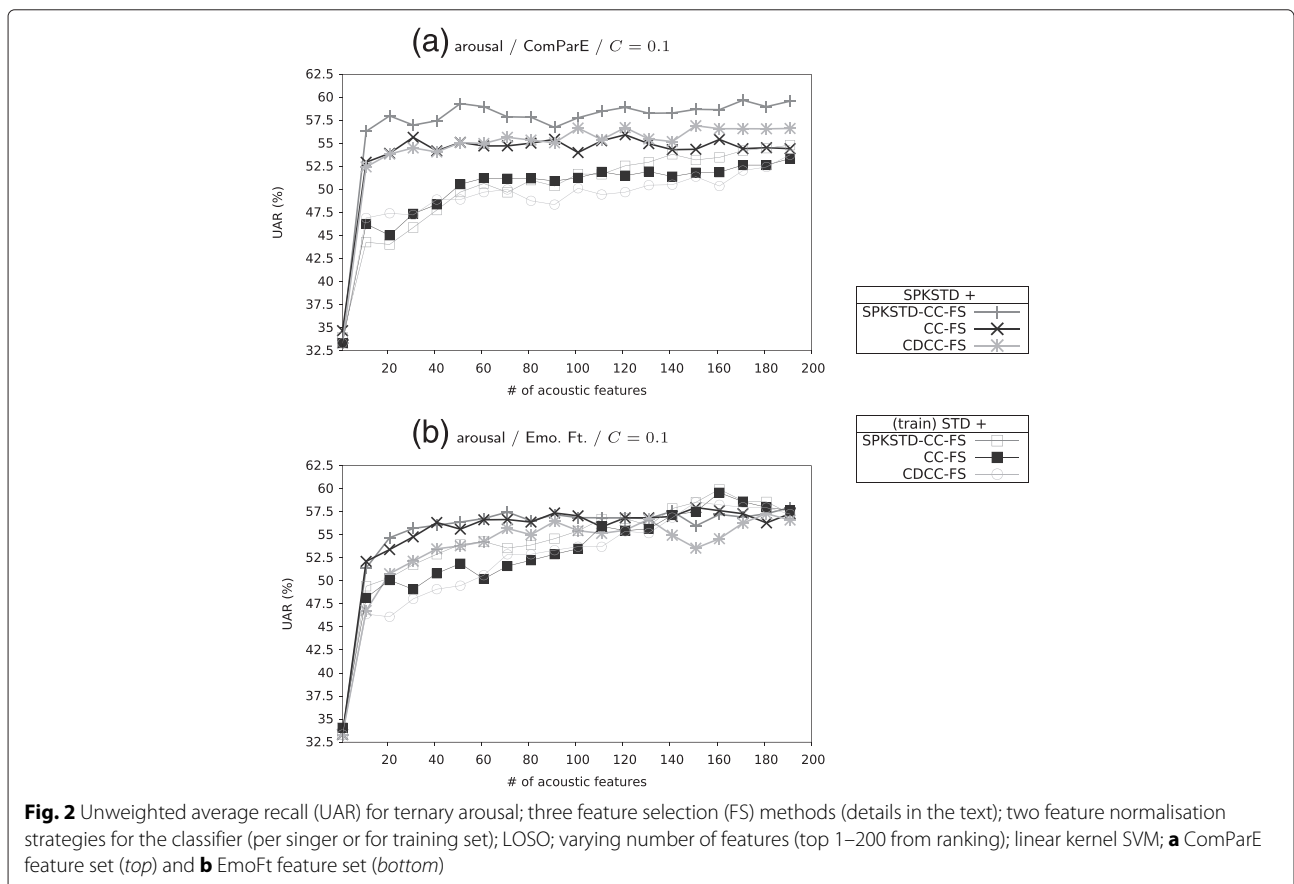 (a) arousal / ComParE / C = 0.1
62.5
60
57.5
55
52.5
50
47.5
45
42.5
40
37.5
35
32.5
UAR (%)
20 40 60 80 100 120 140 160 180 200
# of acoustic features
SPKSTD +
SPKSTD-CC-FS
CC-FS
CDCC-FS
(train) STD +
SPKSTD-CC-FS
CC-FS
CDCC-FS
(b) arousal / Emo. Ft. / C = 0.1
62.5
60
57.5
55
52.5
50
47.5
45
42.5
40
37.5
35
32.5
UAR (%)
20 40 60 80 100 120 140 160 180 200
# of acoustic features
Fig. 2 Unweighted average recall (UAR) for ternary arousal; three feature selection (FS) methods (details in the text); two feature normalisation
strategies for the classifier (per singer or for training set); LOSO; varying number of features (top 1–200 from ranking); linear kernel SVM; a ComParE
feature set (top) and b EmoFt feature set (bottom)